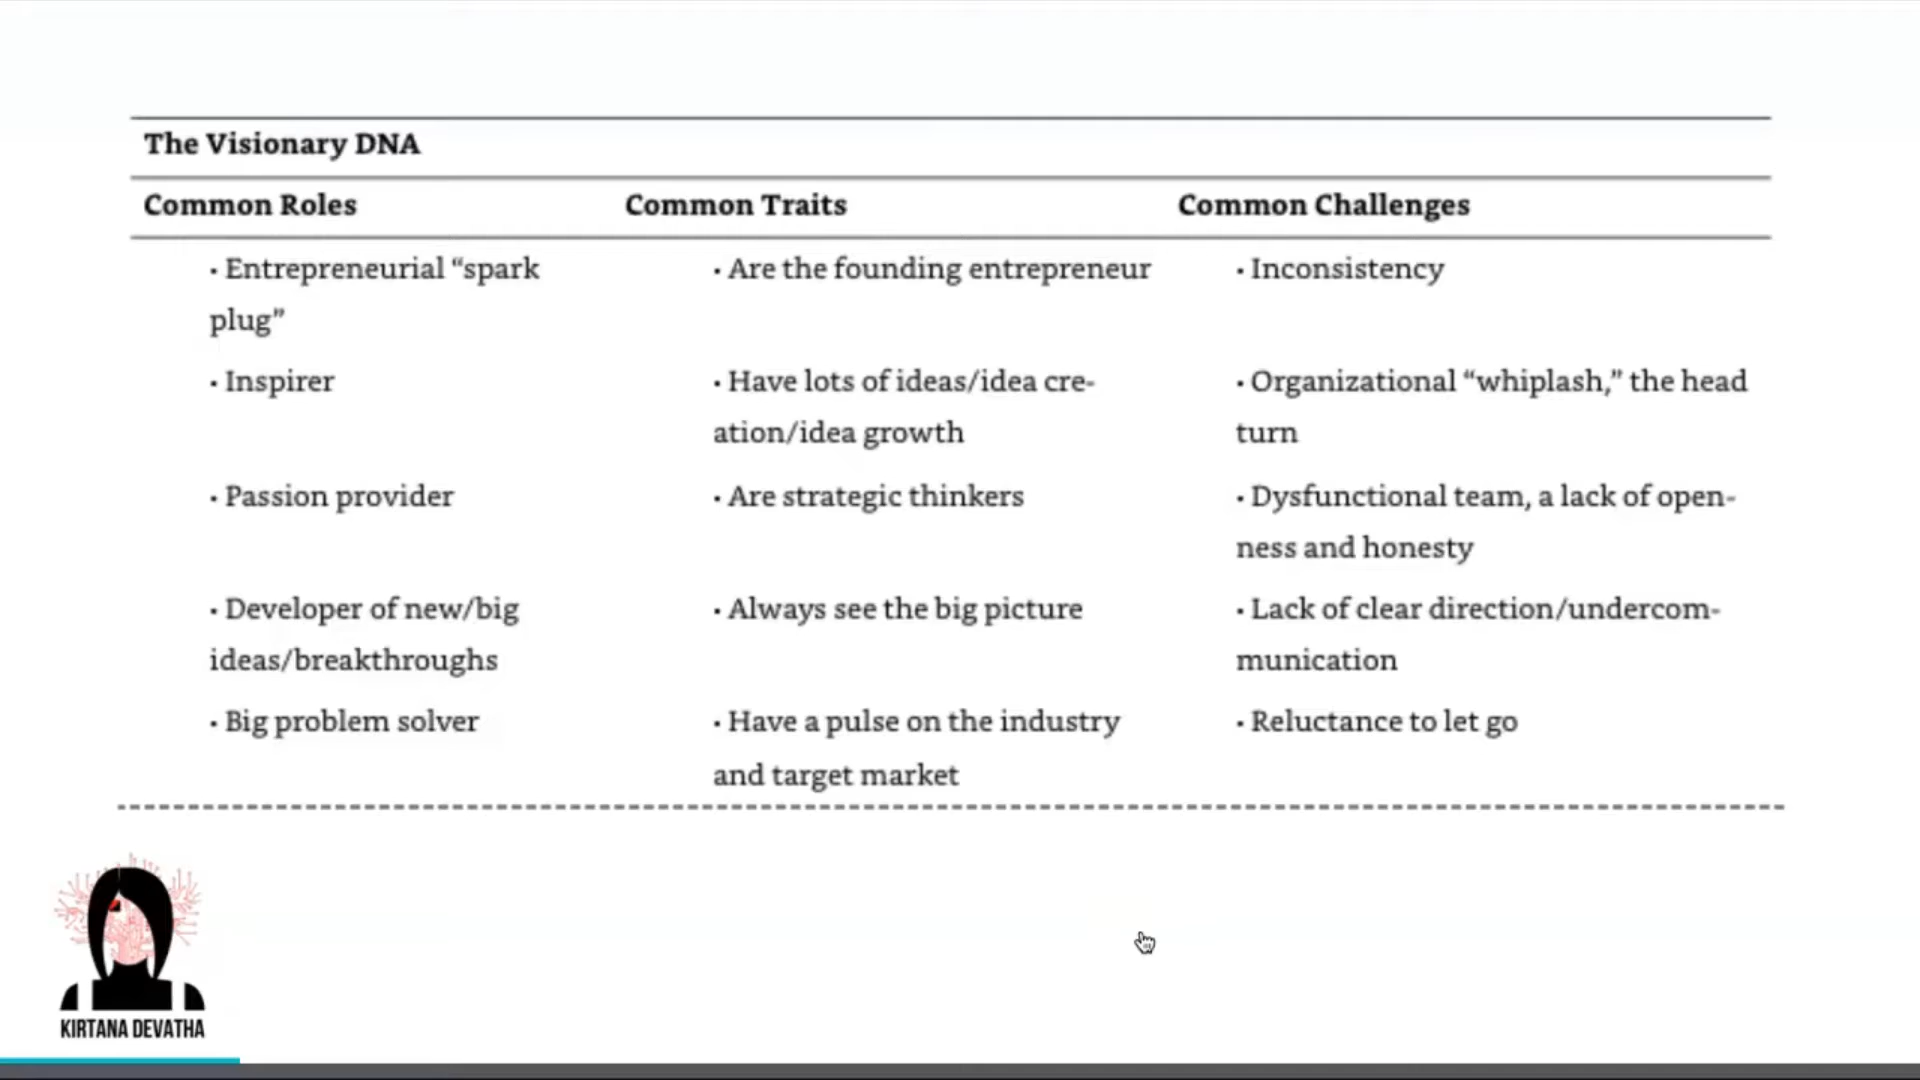 The Visionary DNA
Common Roles Common Traits Common Challenges
• Entrepreneurial “spark • Are the founding entrepreneur • Inconsistency
plug”
• Inspirer • Have lots of ideas/idea cre- • Organizational “whiplash,” the head
ation/idea growth turn
• Passion provider • Are strategic thinkers • Dysfunctional team, a lack of open-
ness and honesty
• Developer of new/big • Always see the big picture • Lack of clear direction/undercom-
ideas/breakthroughs munication
• Big problem solver • Have a pulse on the industry • Reluctance to let go
and target market
KIRTANA DEVATHA